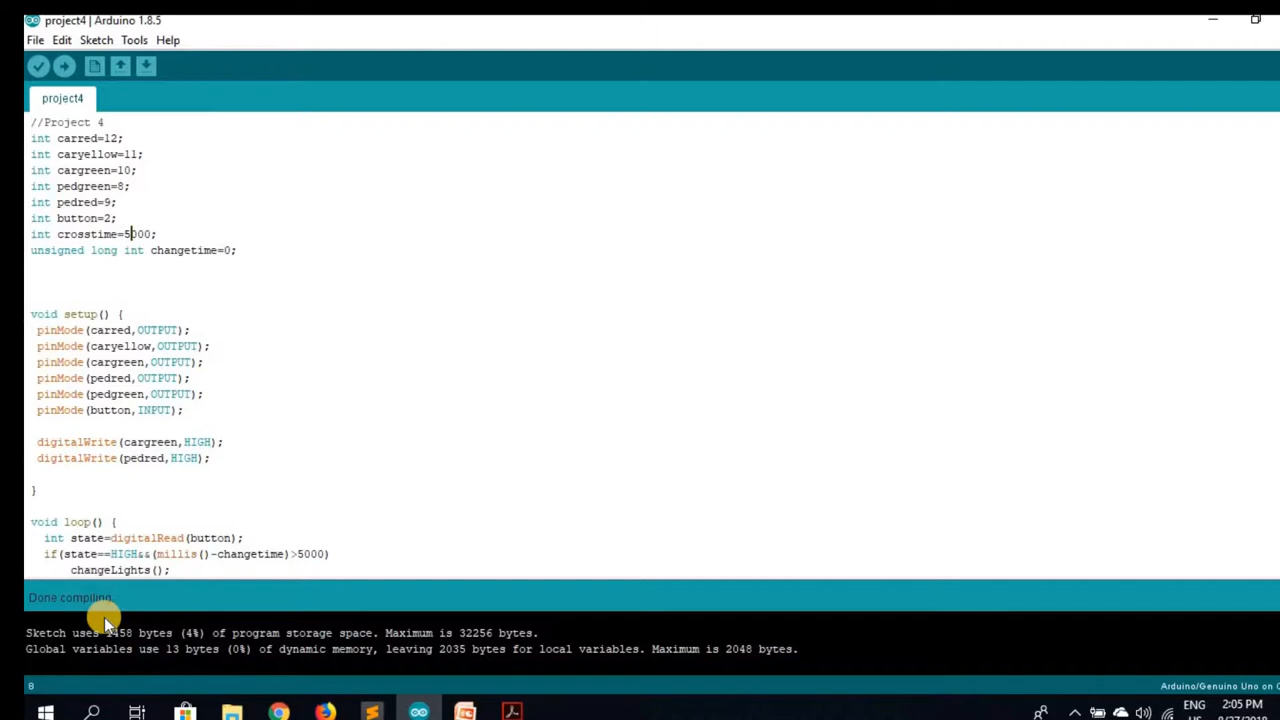 project4 | Arduino 1.8.5
File Edit Sketch Tools Help
project4
//Project 4
int carred=12;
int caryellow=11;
int cargreen=10;
int pedgreen=8;
int pedred=9;
int button=2;
int crosstime=5000;
unsigned long int changetime=0;
void setup() {
pinMode(carred,OUTPUT);
pinMode(caryellow,OUTPUT);
pinMode(cargreen,OUTPUT);
pinMode(pedred,OUTPUT);
pinMode(pedgreen,OUTPUT);
pinMode(button,INPUT);
digitalWrite(cargreen,HIGH);
digitalWrite(pedred,HIGH);
}
void loop() {
int state=digitalRead(button);
if(state==HIGH&&(millis()-changetime)>5000)
changeLights();
Done compiling.
Sketch uses 1458 bytes (4%) of program storage space. Maximum is 32256 bytes.
Global variables use 13 bytes (0%) of dynamic memory, leaving 2035 bytes for local variables. Maximum is 2048 bytes.
8
Arduino/Genuino Uno on
ENG
2:05 PM